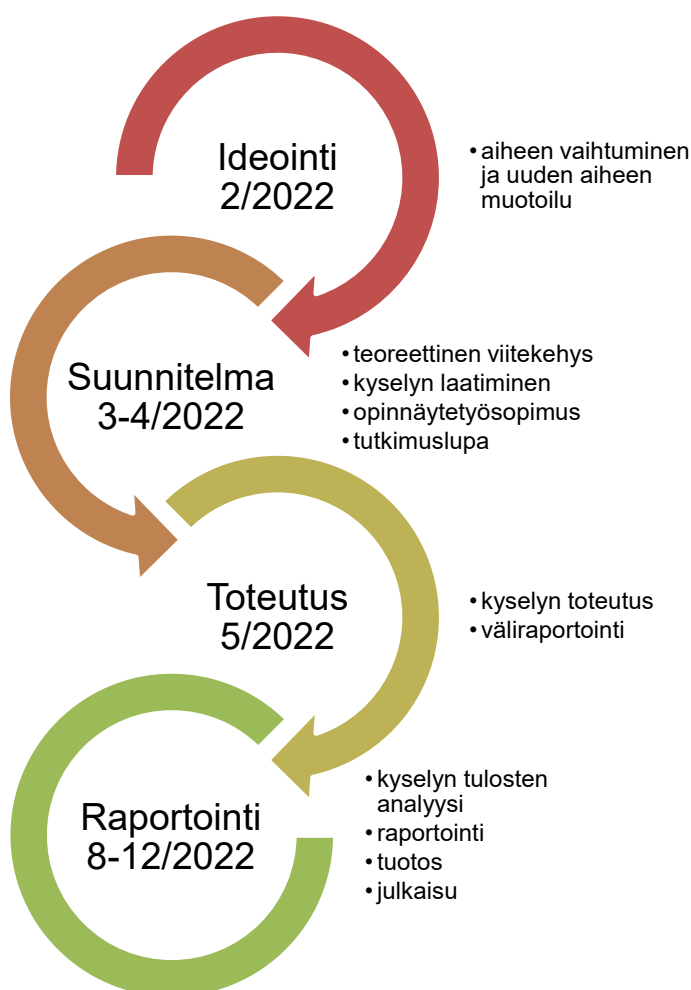 Ideointi
2/2022
• aiheen vaihtuminen
ja uuden aiheen
muotoilu
Suunnitelma
3-4/2022
• teoreettinen viitekehys
• kyselyn laatiminen
• opinnäytetyösopimus
• tutkimuslupa
Toteutus
5/2022
• kyselyn toteutus
• väliraportointi
Raportointi
8-12/2022
• kyselyn tulosten
analyysi
• raportointi
• tuotos
• julkaisu